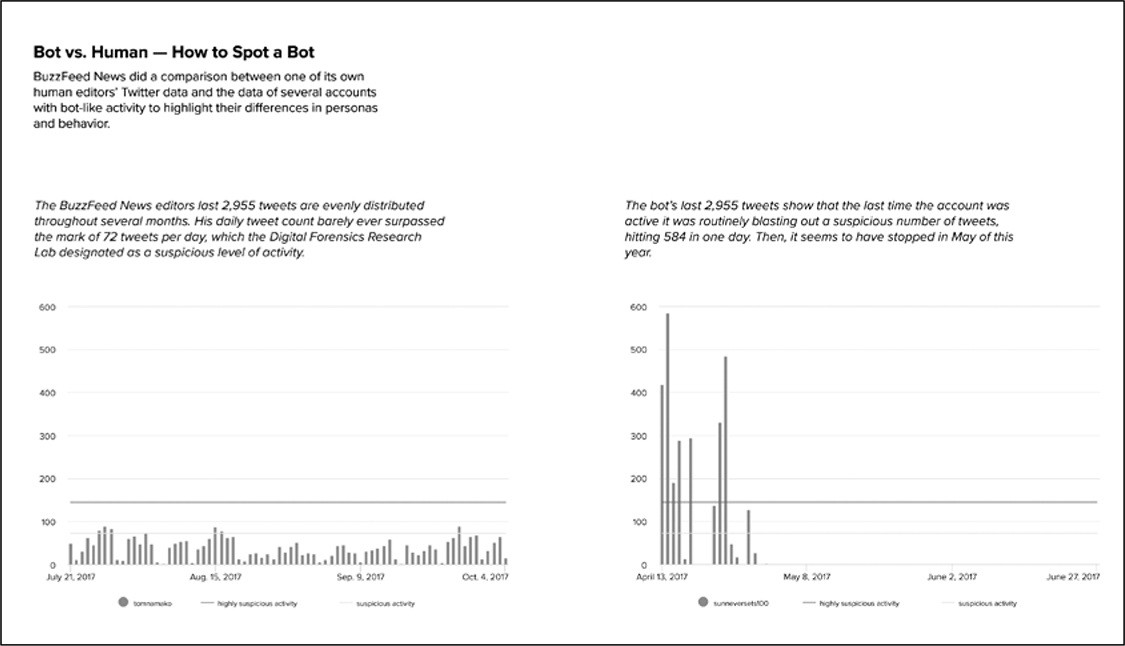 Bot vs. Human — How to Spot a Bot
BuzzFeed News did a comparison between one of its own
human editors' Twitter data and the data of several accounts
with bot-like activity to highlight their differences in personas
and behavior.
The BuzzFeed News editors last 2,955 tweets are evenly distributed
throughout several months. His daily tweet count barely ever surpassed
the mark of 72 tweets per day, which the Digital Forensics Research
Lab designated as a suspicious level of activity.
600
500
400
300
200
100
0
July 21, 2017 Aug. 15, 2017 Sep. 9, 2017 Oct. 4, 2017
tomnamako highly suspicious activity suspicious activity
The bot's last 2,955 tweets show that the last time the account was
active it was routinely blasting out a suspicious number of tweets,
hitting 584 in one day. Then, it seems to have stopped in May of this
year.
600
500
400
300
200
100
0
April 13, 2017 May 8, 2017 June 2, 2017 June 27, 2017
sunneversets100 highly suspicious activity suspicious activity